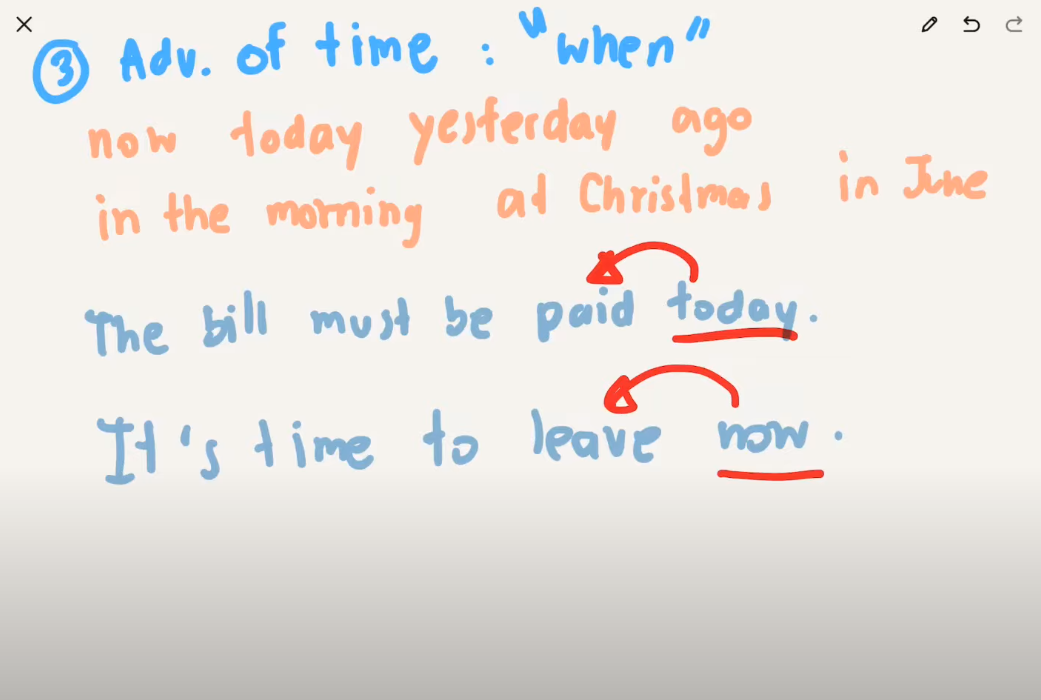 ③ Adv. of time : "when"
now today yesterday ago
in the morning at Christmas in June
The bill must be paid today.
It's time to leave now.